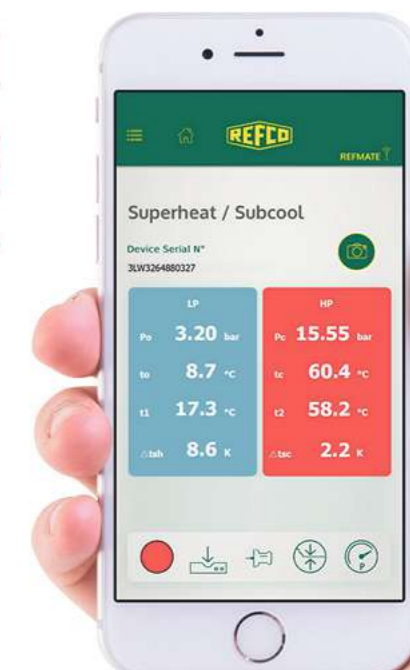 REFCO
REFMATE
Superheat / Subcool
Device Serial N°
3LW3264880327
LP
Po 3.20 bar
to 8.7 °C
t1 17.3 °C
△tsh 8.6 K
HP
Pc 15.55 bar
tc 60.4 °C
t2 58.2 °C
△tsc 2.2 K
P